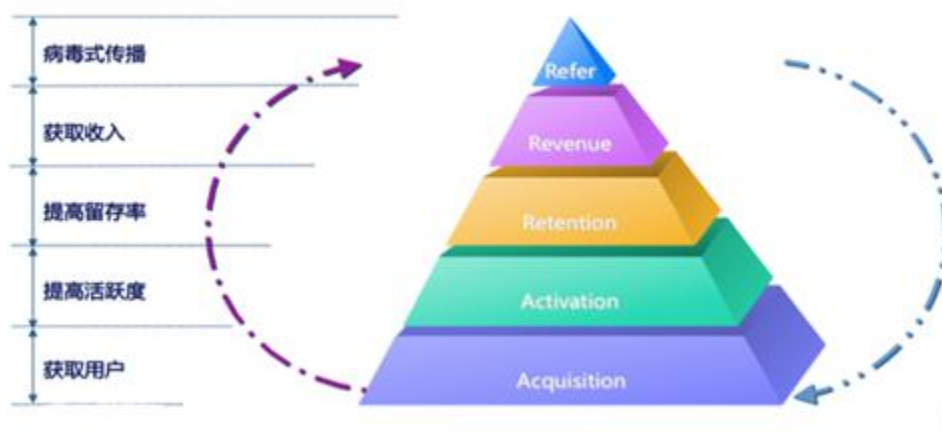 病毒式传播
Refer
获取收入
Revenue
提高留存率
Retention
提高活跃度
Activation
获取用户
Acquisition